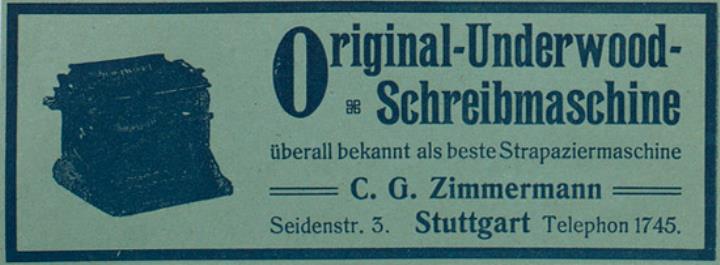 Original-Underwood-
Schreibmaschine
überall bekannt als beste Strapaziermaschine
C. G. Zimmermann
Seidenstr. 3. Stuttgart Telephon 1745.